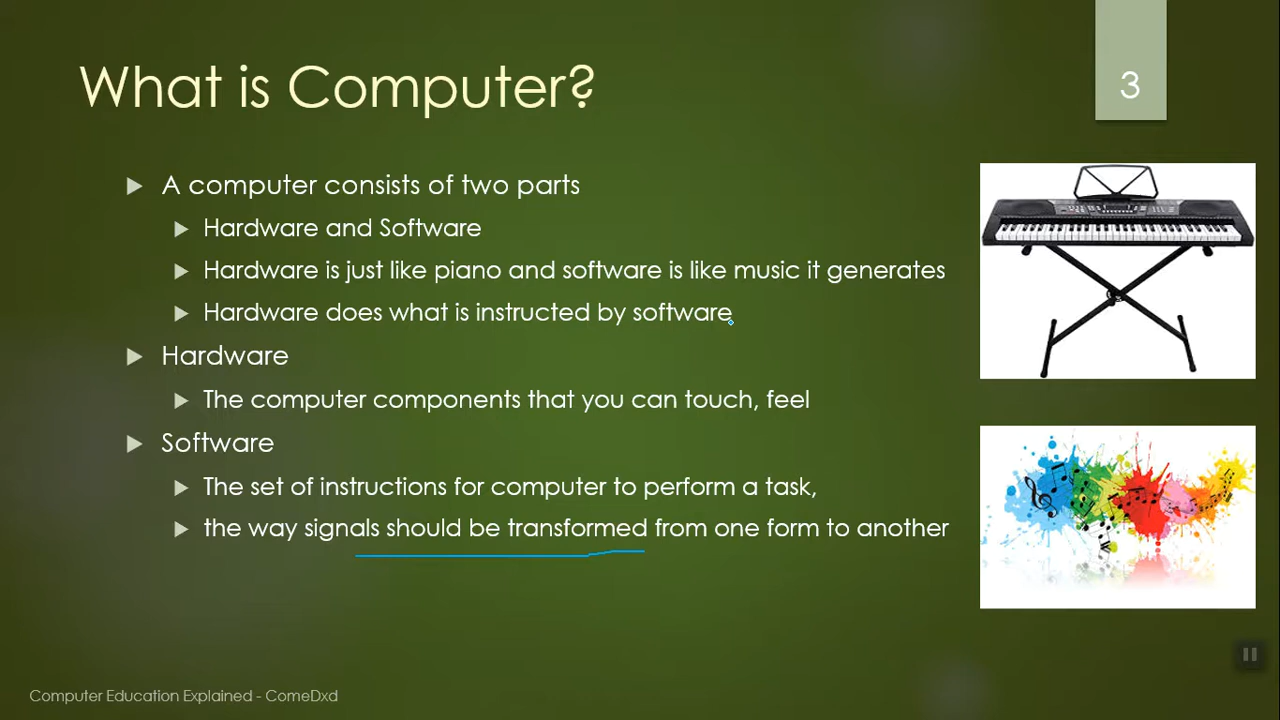 What is Computer?
3
A computer consists of two parts
Hardware and Software
Hardware is just like piano and software is like music it generates
Hardware does what is instructed by software
Hardware
The computer components that you can touch, feel
Software
The set of instructions for computer to perform a task,
the way signals should be transformed from one form to another
Computer Education Explained - ComeDxd